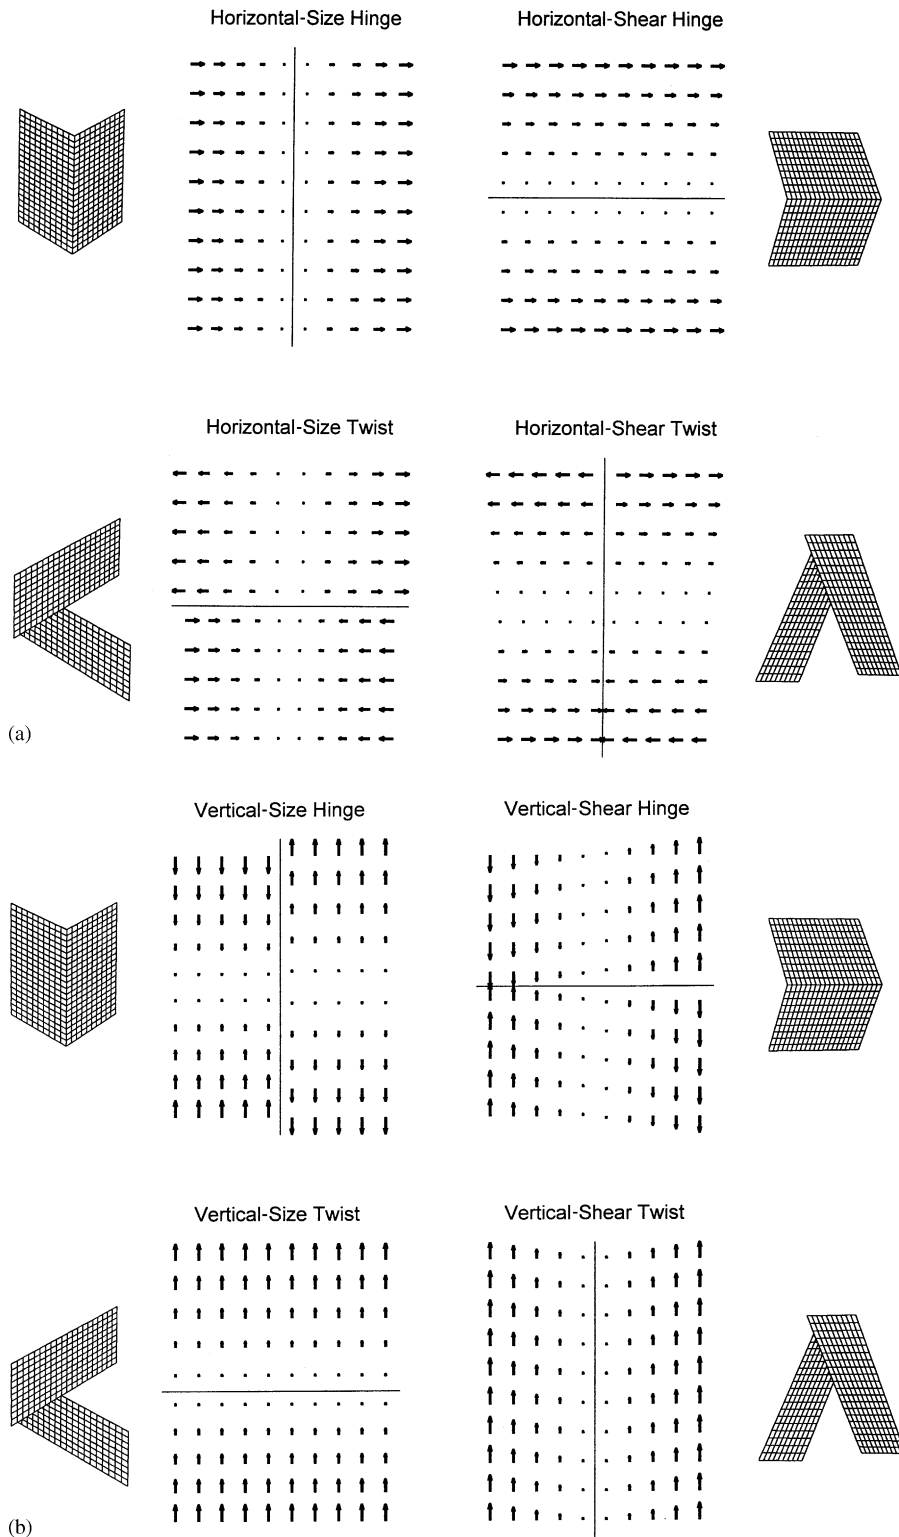 Horizontal-Size Hinge
Horizontal-Shear Hinge
Horizontal-Size Twist
Horizontal-Shear Twist
(a)
Vertical-Size Hinge
Vertical-Shear Hinge
Vertical-Size Twist
Vertical-Shear Twist
(b)